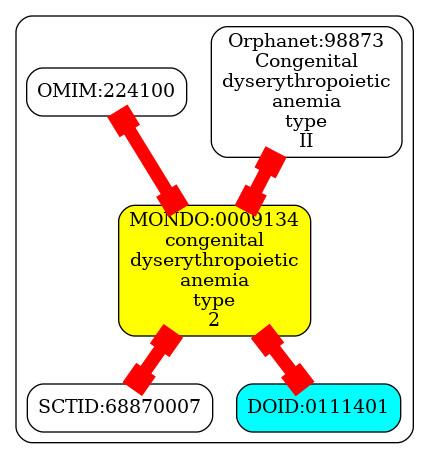 OMIM:224100
Orphanet:98873
Congenital
dyserythropoietic
anemia
type
II
MONDO:0009134
congenital
dyserythropoietic
anemia
type
2
SCTID:68870007
DOID:0111401